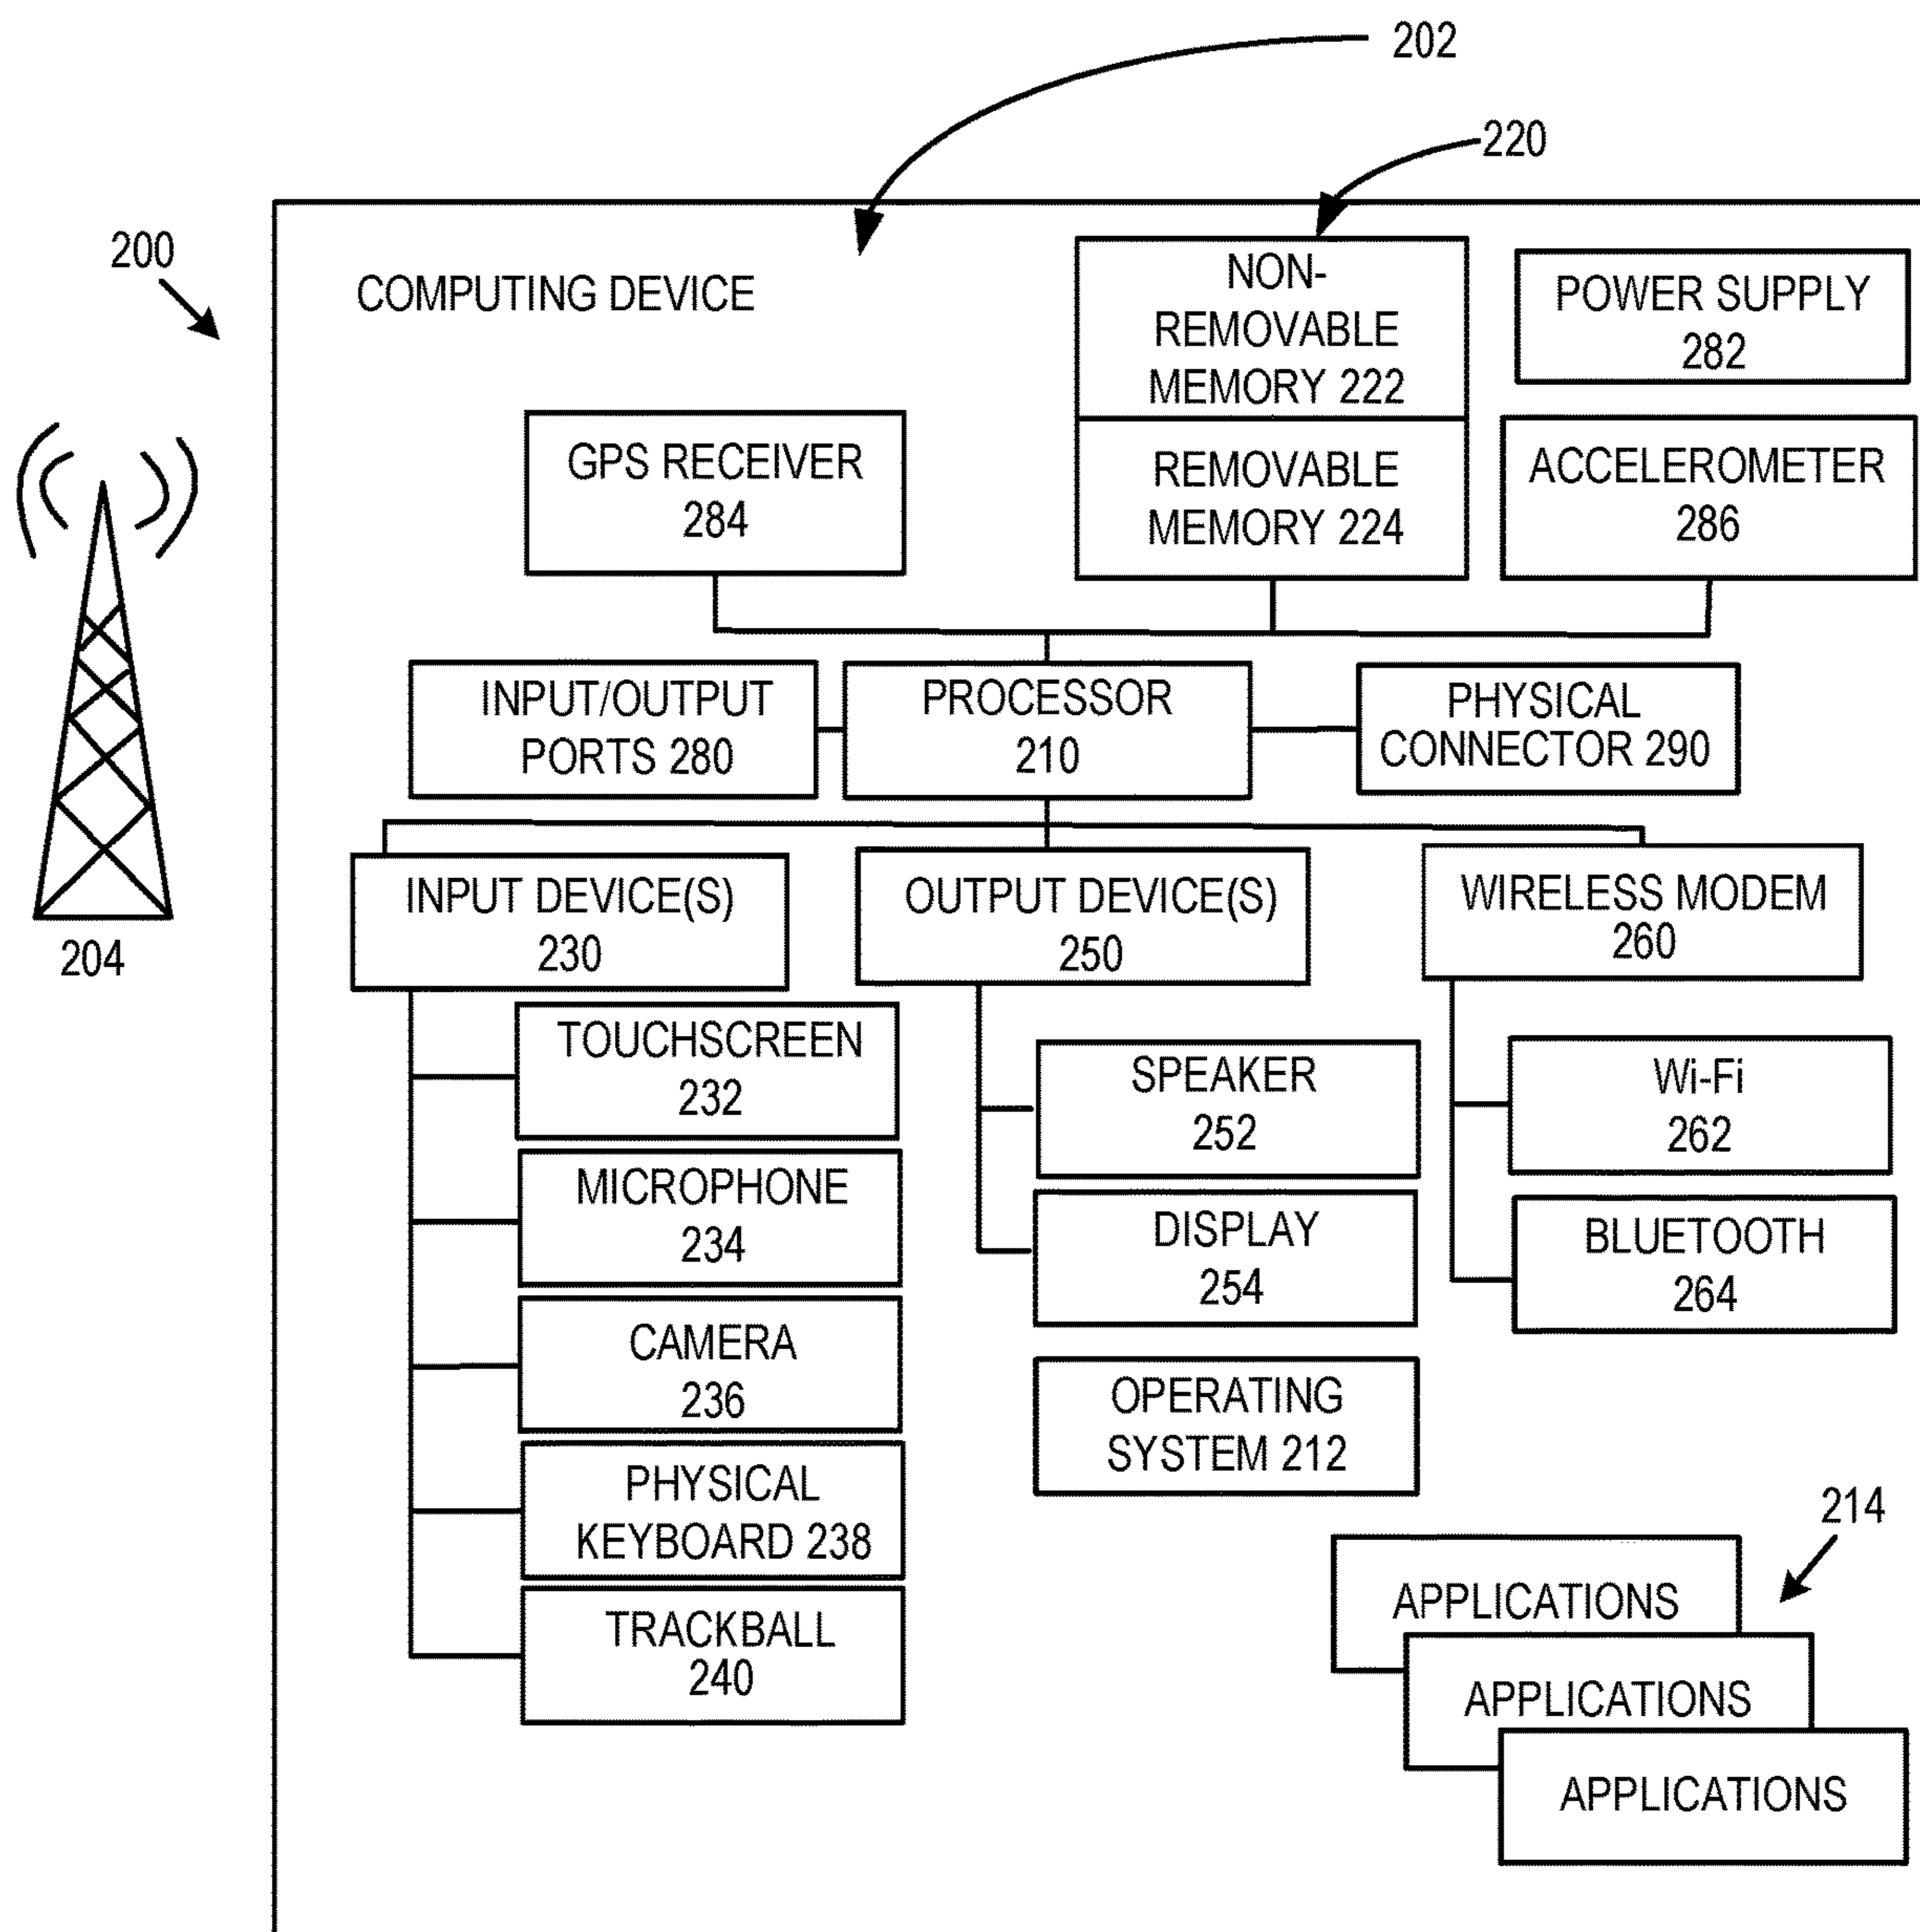 202
220
200
COMPUTING DEVICE
NON-
REMOVABLE
MEMORY 222
POWER SUPPLY
282
GPS RECEIVER
284
REMOVABLE
MEMORY 224
ACCELEROMETER
286
INPUT/OUTPUT
PORTS 280
PROCESSOR
210
PHYSICAL
CONNECTOR 290
204
INPUT DEVICE(S)
230
OUTPUT DEVICE(S)
250
WIRELESS MODEM
260
TOUCHSCREEN
232
MICROPHONE
234
CAMERA
236
PHYSICAL
KEYBOARD 238
TRACKBALL
240
SPEAKER
252
DISPLAY
254
OPERATING
SYSTEM 212
Wi-Fi
262
BLUETOOTH
264
214
APPLICATIONS
APPLICATIONS
APPLICATIONS